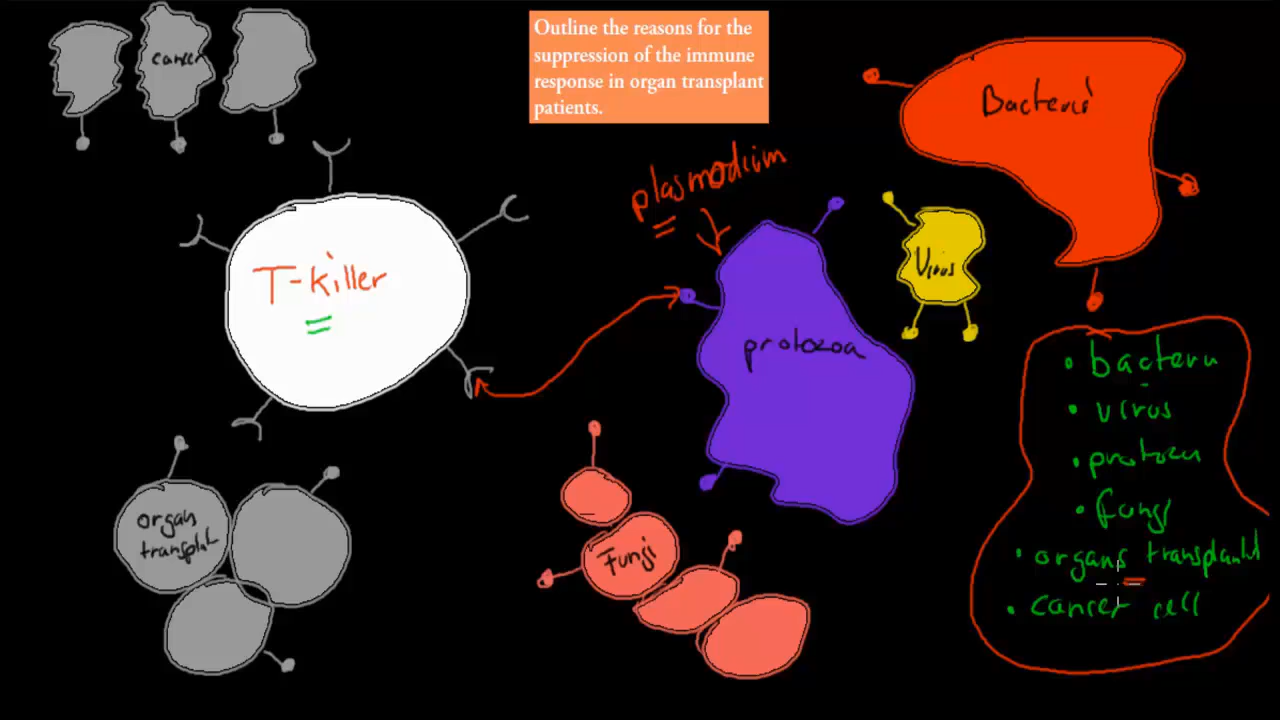 Outline the reasons for the
suppression of the immune
response in organ transplant
patients.
cancer
Bacteria
plasmodium
Virus
T-killer
protozoa
organ
Fungi
• bacteria
• virus
• protozoa
• fungi
• organs transplant
• cancer cell